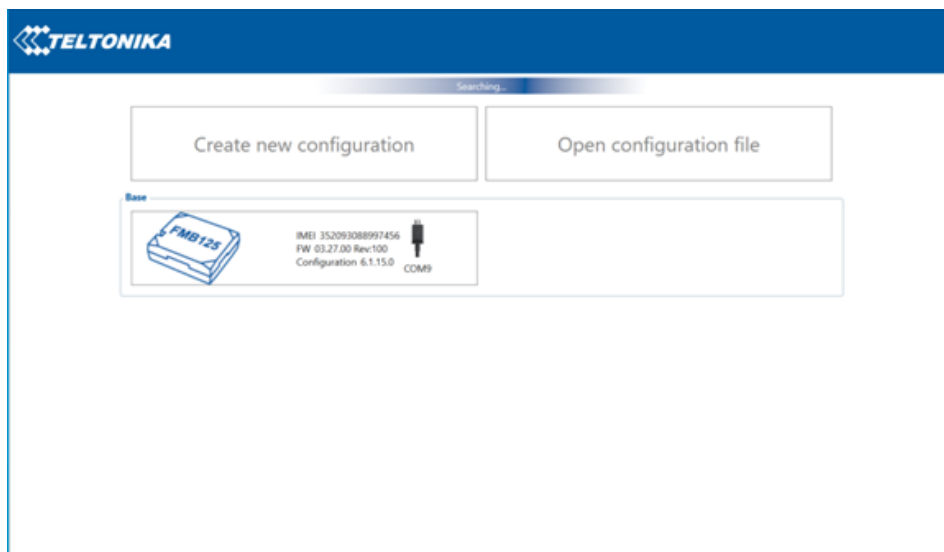 TELTONIKA
Searching...
Create new configuration
Open configuration file
Base
FMB125
IMEI 352093088997456
FW 03.27.00 Rev:100
Configuration 6.1.15.0
COM9